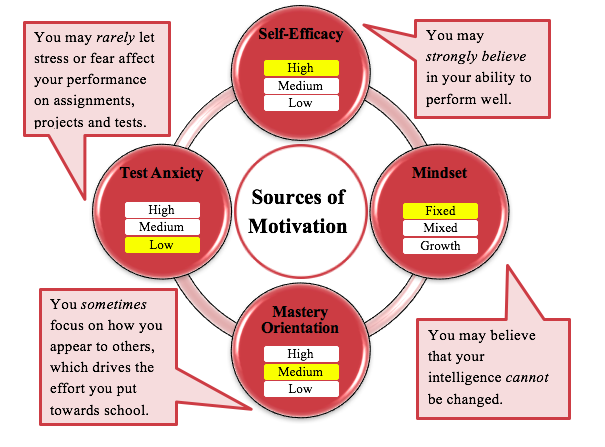 Self-Efficacy
High
Medium
Low
You may rarely let
stress or fear affect
your performance
on assignments,
projects and tests.
You may
strongly believe
in your ability to
perform well.
Test Anxiety
High
Medium
Low
Sources of
Motivation
Mindset
Fixed
Mixed
Growth
You sometimes
focus on how you
appear to others,
which drives the
effort you put
towards school.
Mastery
Orientation
High
Medium
Low
You may believe
that your
intelligence cannot
be changed.